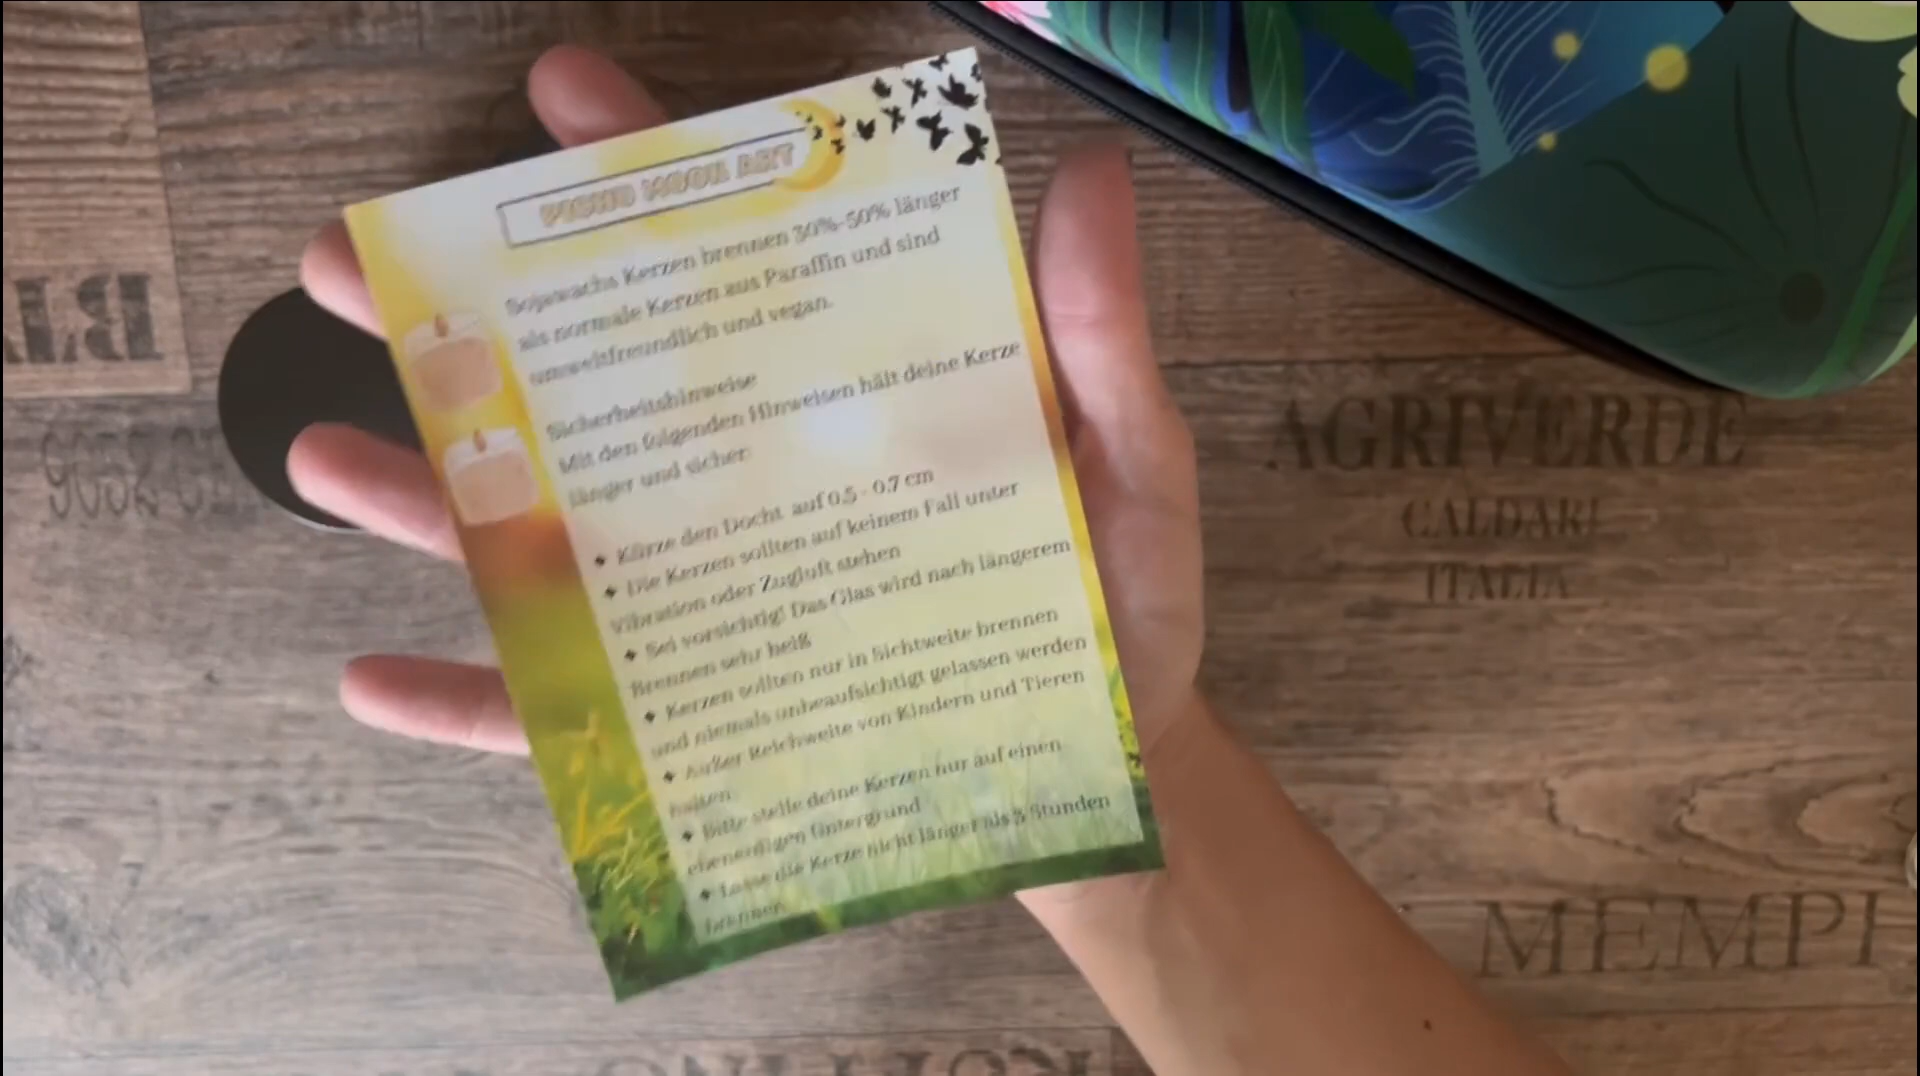 MOON ART
Sojawachs Kerzen brennen 30%-50% länger
als normale Kerzen aus Paraffin und sind
umweltfreundlich und vegan.
Sicherheitshinweise
Mit den folgenden Hinweisen hält deine Kerze
länger und sicher:
❖ Kürze den Docht auf 0,5 - 0,7 cm
❖ Die Kerzen sollten auf keinem Fall unter
Vibration oder Zugluft stehen
❖ Sei vorsichtig! Das Glas wird nach längerem
Brennen sehr heiß
❖ Kerzen sollten nur in Sichtweite brennen
und niemals unbeaufsichtigt gelassen werden
❖ Außer Reichweite von Kindern und Tieren
halten
❖ Bitte stelle deine Kerzen nur auf einen
ebenerdigen Untergrund
❖ Lasse die Kerze nicht länger als 3 Stunden
brennen
AGRIVERDE
CALDARI
ITALIA
MEMPI